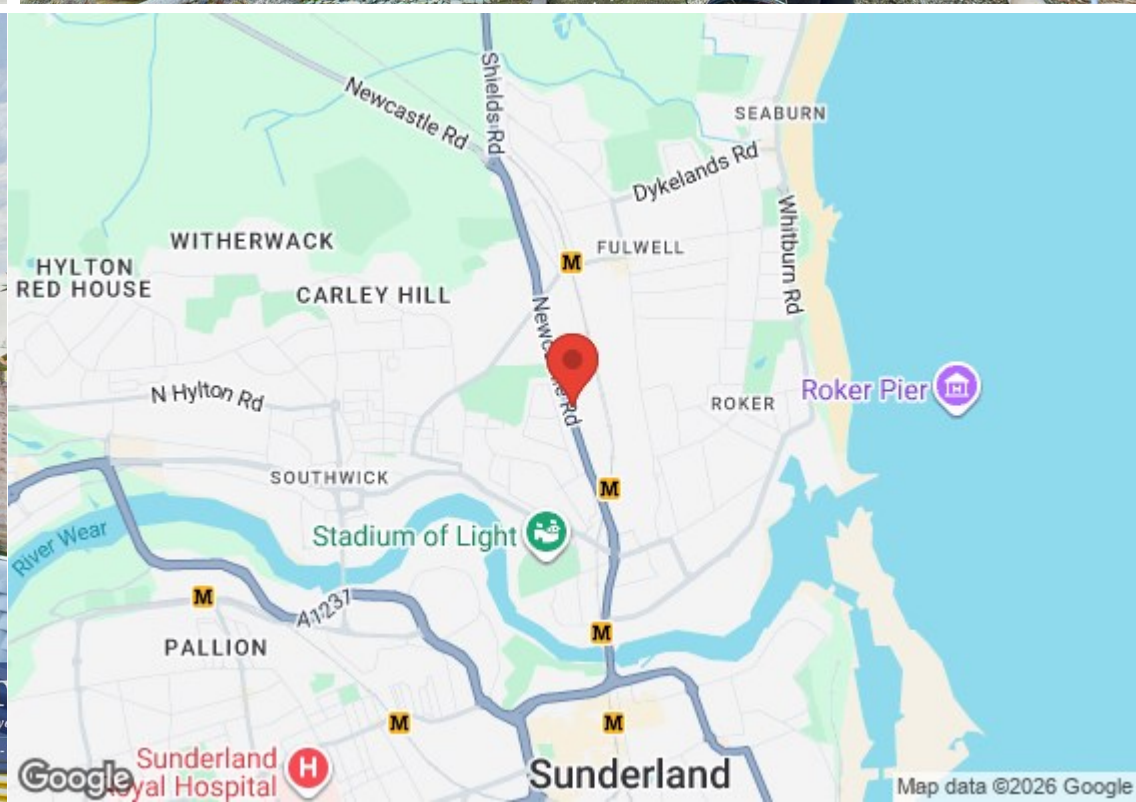 Shields Rd
Newcastle Rd
SEABURN
Dykelands Rd
Whitburn Rd
WITHERWACK
M
FULWELL
HYLTON
RED HOUSE
CARLEY HILL
N Hylton Rd
Roker Pier
ROKER
SOUTHWICK
M
Stadium of Light
River Wear
M
A1231
M
PALLION
M
M
Sunderland
Royal Hospital
H
Sunderland
Google
Map data ©2026 Google